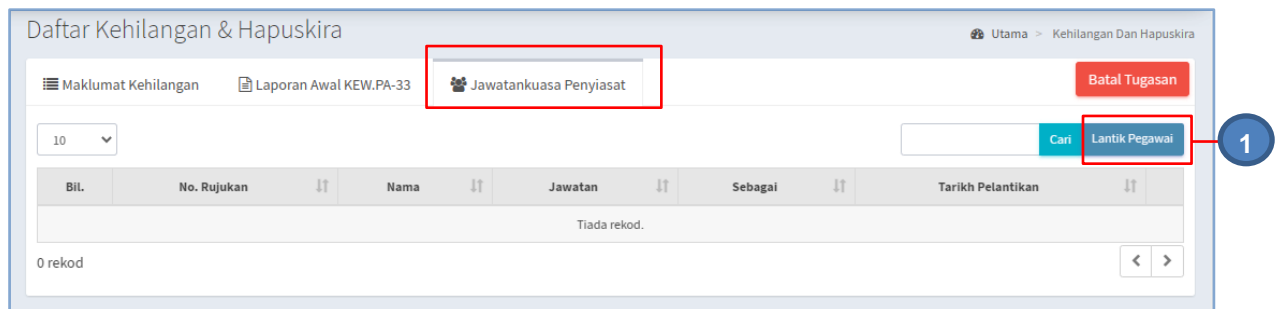 Daftar Kehilangan & Hapuskira
Utama > Kehilangan Dan Hapuskira
Maklumat Kehilangan Laporan Awal KEW.PA-33 Jawatankuasa Penyiasat Batal Tugasan
10 Cari Lantik Pegawai 1
Bil. No. Rujukan Nama Jawatan Sebagai Tarikh Pelantikan
Tiada rekod.
0 rekod < >